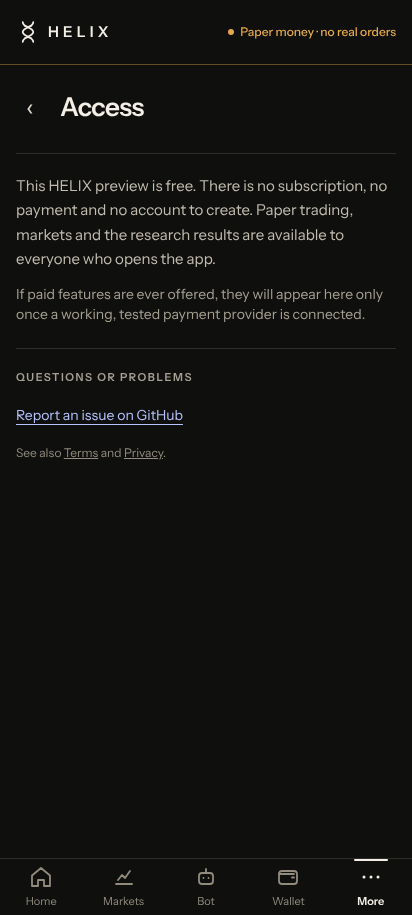 HELIX
Paper money · no real orders
Access
This HELIX preview is free. There is no subscription, no
payment and no account to create. Paper trading,
markets and the research results are available to
everyone who opens the app.
If paid features are ever offered, they will appear here only
once a working, tested payment provider is connected.
QUESTIONS OR PROBLEMS
Report an issue on GitHub
See also Terms and Privacy.
Home
Markets
Bot
Wallet
More